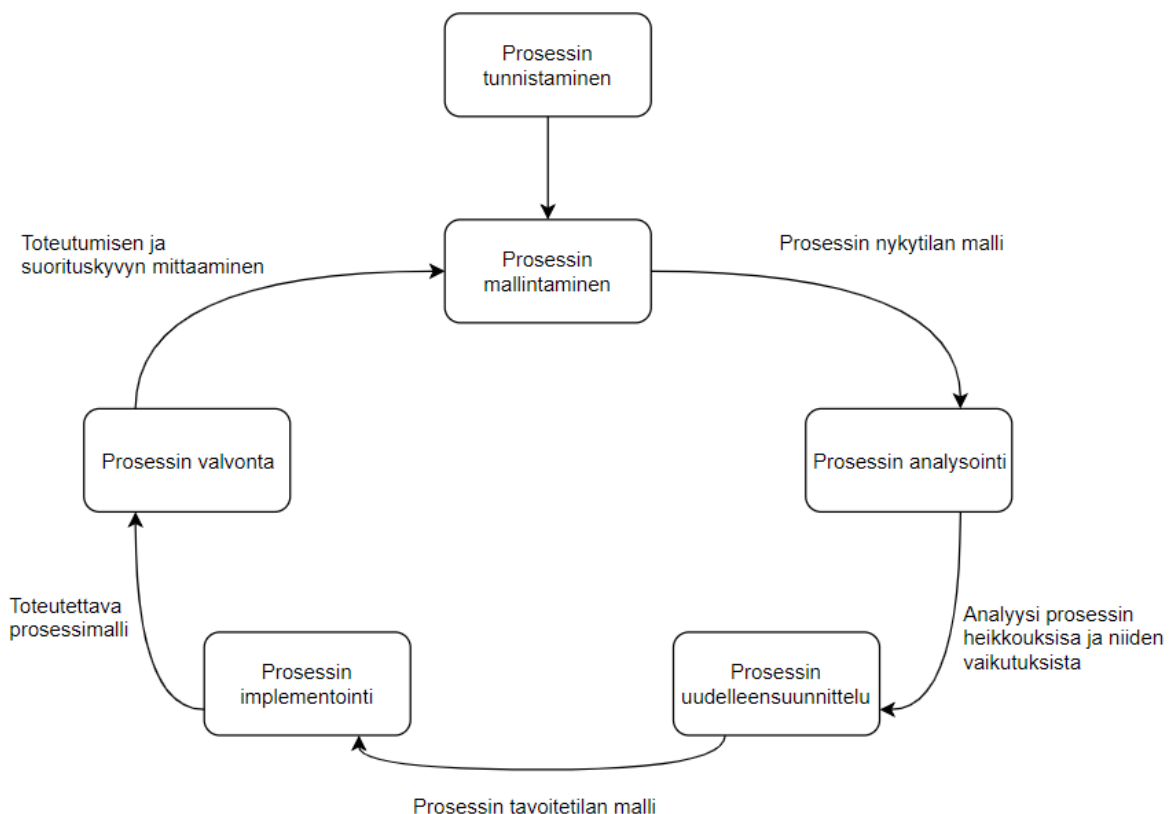 Prosessin
tunnistaminen
Toteutumisen ja
suorituskyvyn mittaaminen
Prosessin
mallintaminen
Prosessin nykytilan malli
Prosessin valvonta
Prosessin analysointi
Toteutettava
prosessimalli
Analyysi prosessin
heikkouksisa ja niiden
vaikutuksista
Prosessin
implementointi
Prosessin
uudelleensuunnittelu
Prosessin tavoitetilan malli